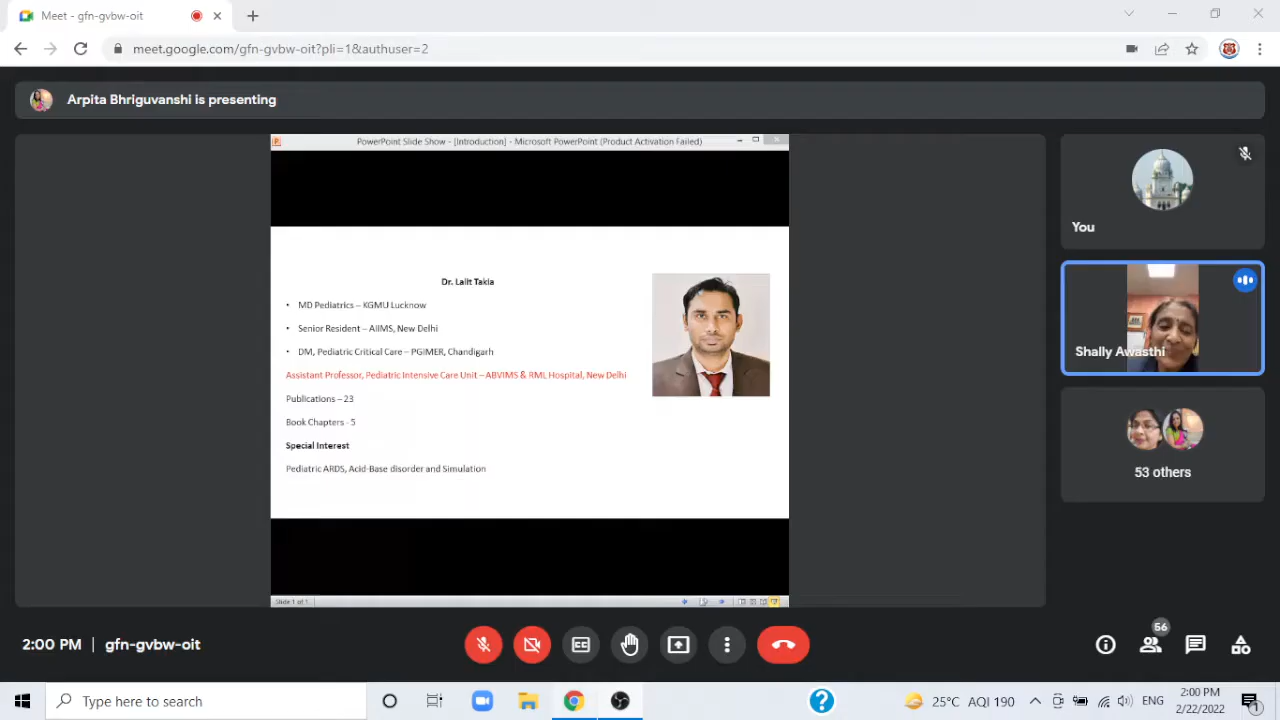 Meet - gfn-gvbw-oit
meet.google.com/gfn-gvbw-oit?pli=1&authuser=2
Arpita Bhriguvanshi is presenting
PowerPoint Slide Show - [Introduction] - Microsoft PowerPoint (Product Activation Failed)
Dr. Lalit Takia
• MD Pediatrics – KGMU Lucknow
• Senior Resident – AIIMS, New Delhi
• DM, Pediatric Critical Care – PGIMER, Chandigarh
Assistant Professor, Pediatric Intensive Care Unit – ABVIMS & RML Hospital, New Delhi
Publications – 23
Book Chapters - 5
Special Interest
Pediatric ARDS, Acid-Base disorder and Simulation
Slide 1 of 1
You
Shally Awasthi
53 others
2:00 PM | gfn-gvbw-oit
CC
56
Type here to search
25°C AQI 190
ENG
2:00 PM
2/22/2022
1